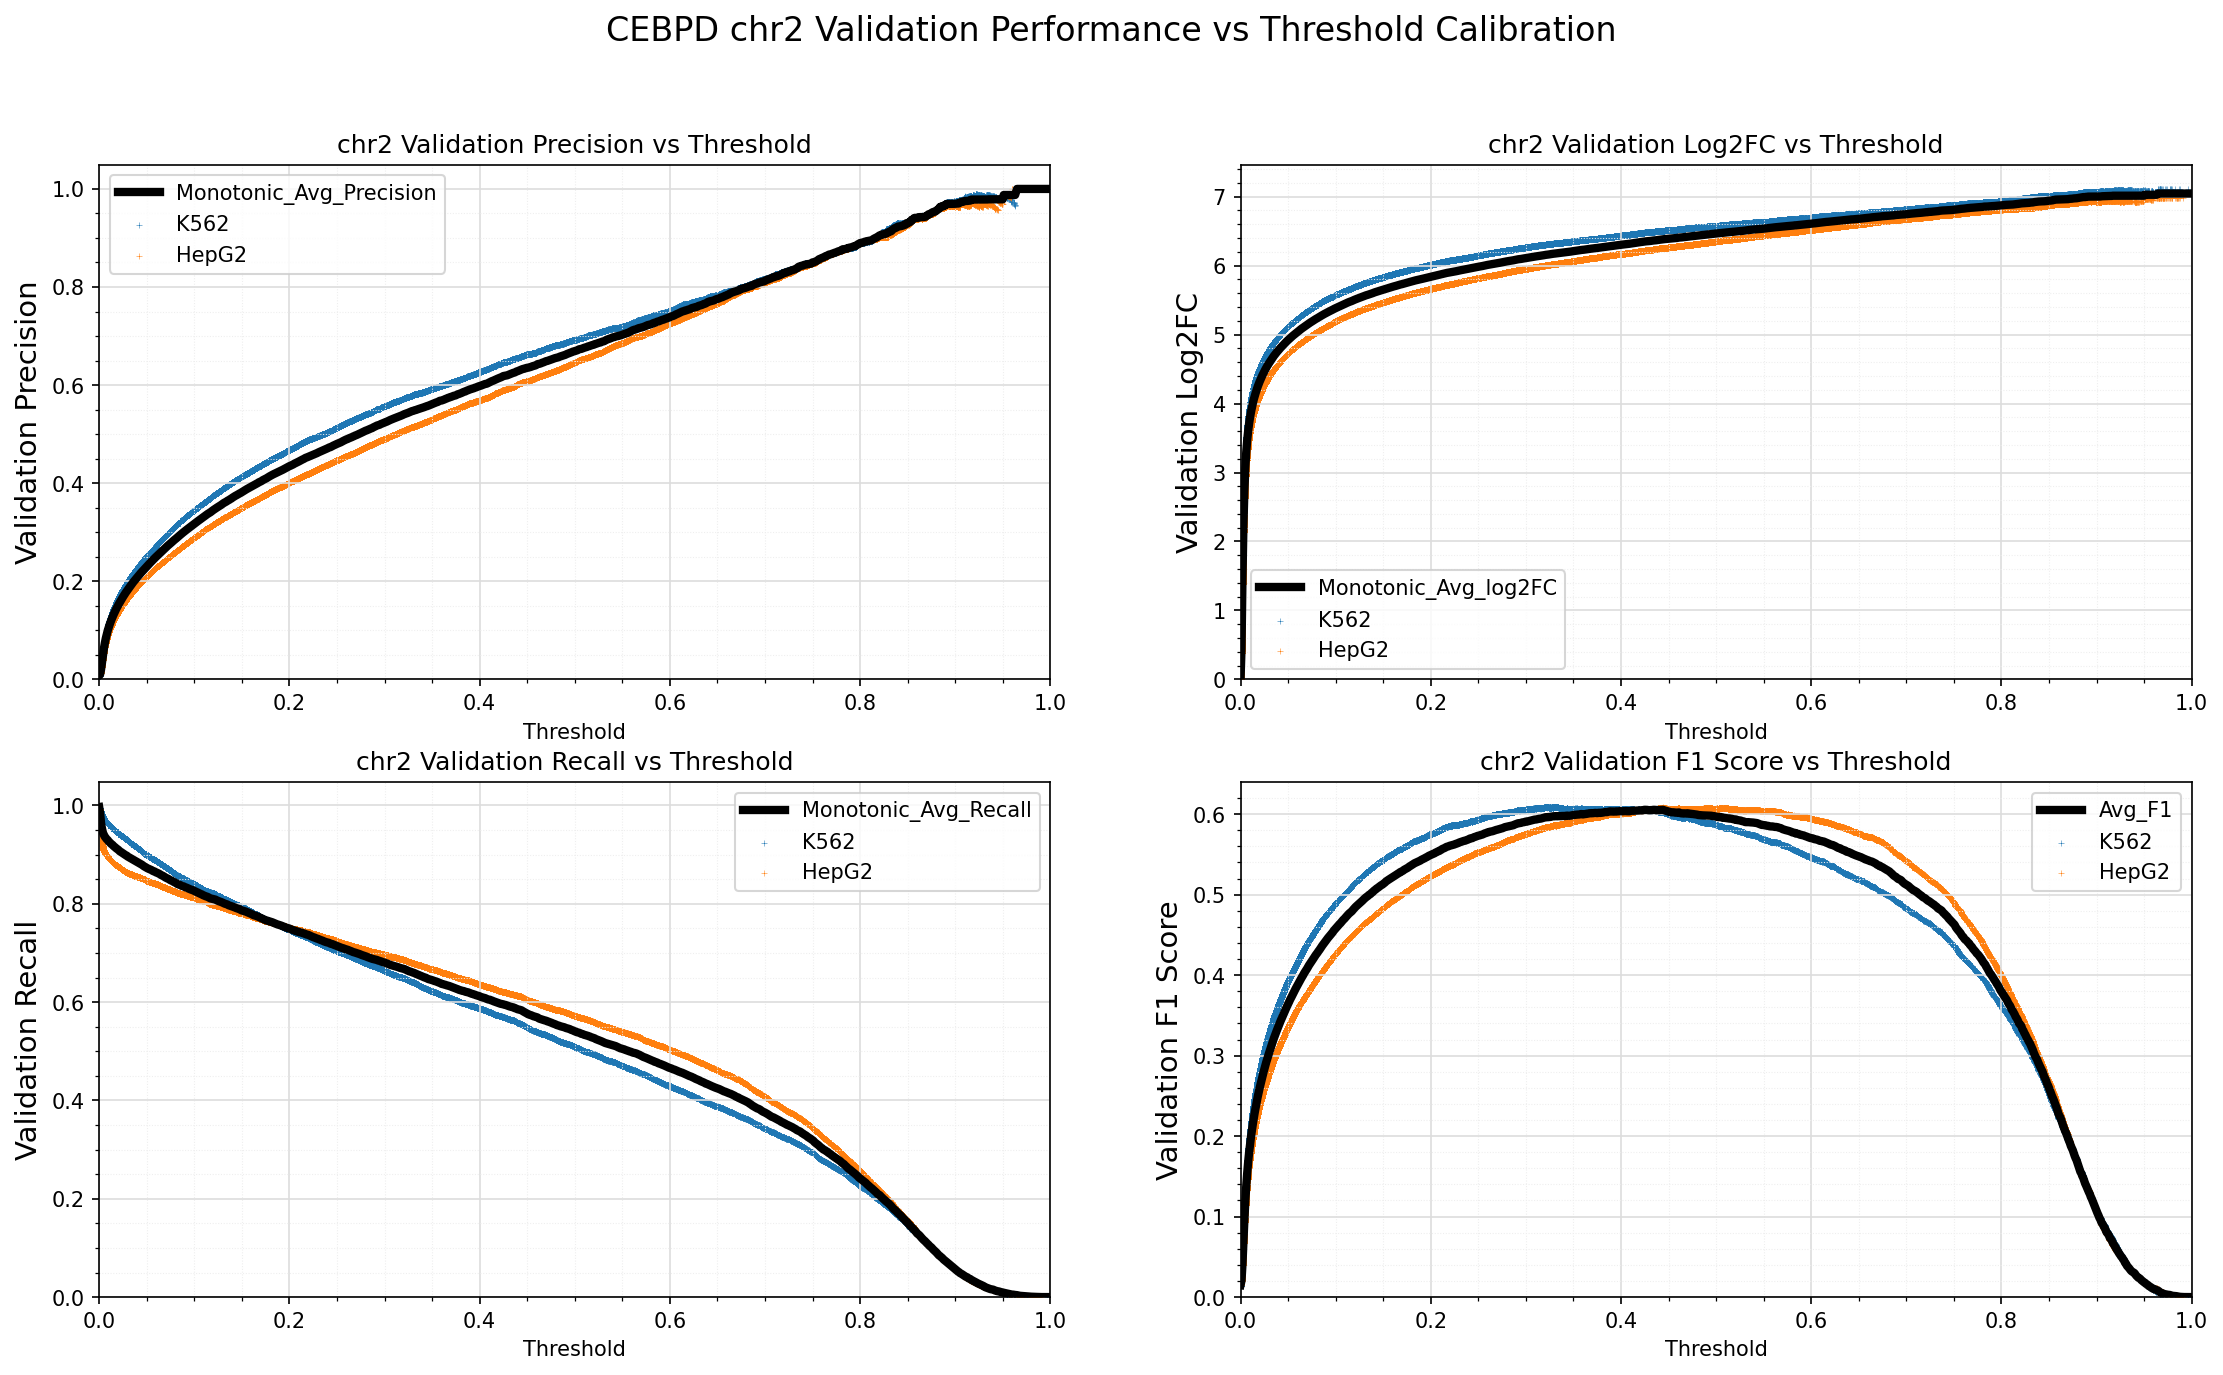 CEBPD chr2 Validation Performance vs Threshold Calibration
chr2 Validation Precision vs Threshold
Validation Precision
1.0
0.8
0.6
0.4
0.2
0.0
Monotonic_Avg_Precision
K562
HepG2
0.0 0.2 0.4 0.6 0.8 1.0
Threshold
chr2 Validation Log2FC vs Threshold
Validation Log2FC
7
6
5
4
3
2
1
0
Monotonic_Avg_log2FC
K562
HepG2
0.0 0.2 0.4 0.6 0.8 1.0
Threshold
chr2 Validation Recall vs Threshold
Validation Recall
1.0
0.8
0.6
0.4
0.2
0.0
Monotonic_Avg_Recall
K562
HepG2
0.0 0.2 0.4 0.6 0.8 1.0
Threshold
chr2 Validation F1 Score vs Threshold
Validation F1 Score
0.6
0.5
0.4
0.3
0.2
0.1
0.0
Avg_F1
K562
HepG2
0.0 0.2 0.4 0.6 0.8 1.0
Threshold